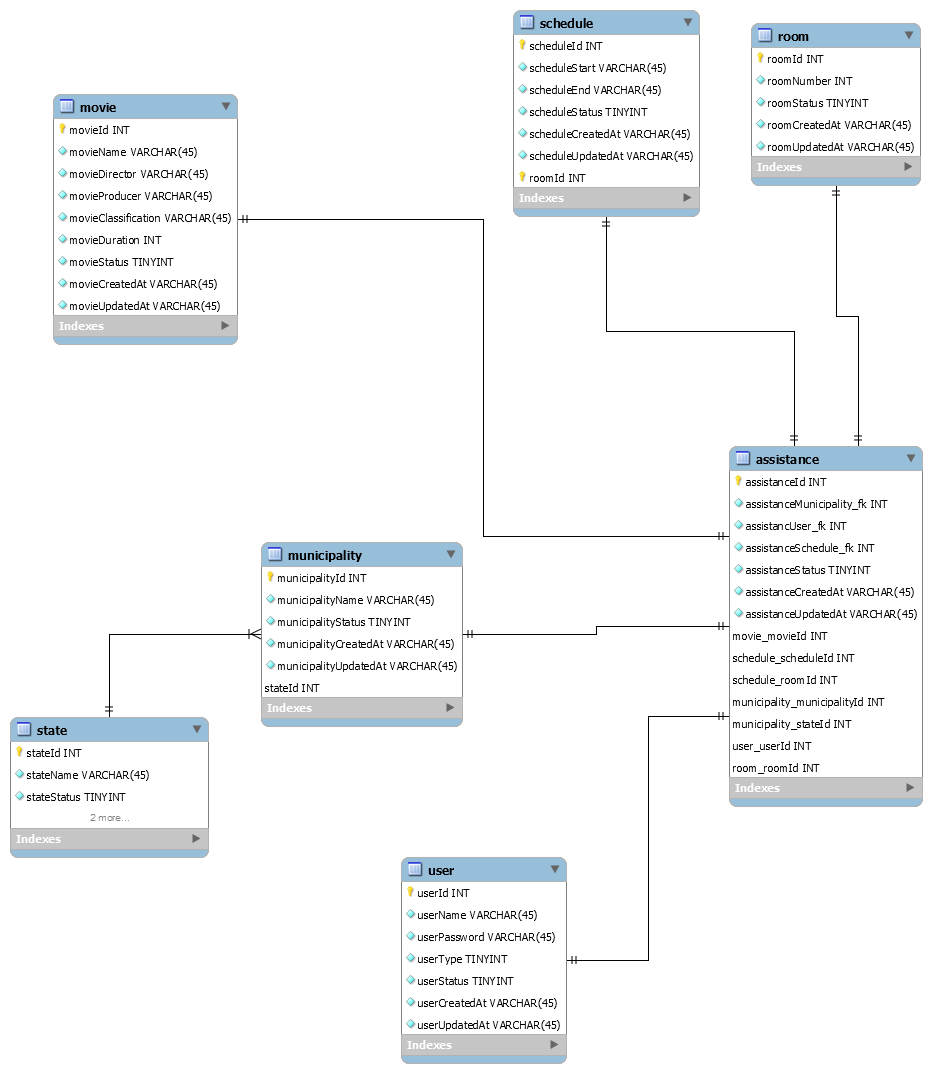 schedule
scheduleId INT
scheduleStart VARCHAR(45)
scheduleEnd VARCHAR(45)
scheduleStatus TINYINT
scheduleCreatedAt VARCHAR(45)
scheduleUpdatedAt VARCHAR(45)
roomId INT
Indexes
room
roomId INT
roomNumber INT
roomStatus TINYINT
roomCreatedAt VARCHAR(45)
roomUpdatedAt VARCHAR(45)
Indexes
movie
movieId INT
movieName VARCHAR(45)
movieDirector VARCHAR(45)
movieProducer VARCHAR(45)
movieClassification VARCHAR(45)
movieDuration INT
movieStatus TINYINT
movieCreatedAt VARCHAR(45)
movieUpdatedAt VARCHAR(45)
Indexes
assistance
assistanceId INT
assistanceMunicipality_fk INT
assistancUser_fk INT
assistanceSchedule_fk INT
assistanceStatus TINYINT
assistanceCreatedAt VARCHAR(45)
assistanceUpdatedAt VARCHAR(45)
movie_movieId INT
schedule_scheduleId INT
schedule_roomId INT
municipality_municipalityId INT
municipality_stateId INT
user_userId INT
room_roomId INT
Indexes
municipality
municipalityId INT
municipalityName VARCHAR(45)
municipalityStatus TINYINT
municipalityCreatedAt VARCHAR(45)
municipalityUpdatedAt VARCHAR(45)
stateId INT
Indexes
state
stateId INT
stateName VARCHAR(45)
stateStatus TINYINT
2 more...
Indexes
user
userId INT
userName VARCHAR(45)
userPassword VARCHAR(45)
userType TINYINT
userStatus TINYINT
userCreatedAt VARCHAR(45)
userUpdatedAt VARCHAR(45)
Indexes